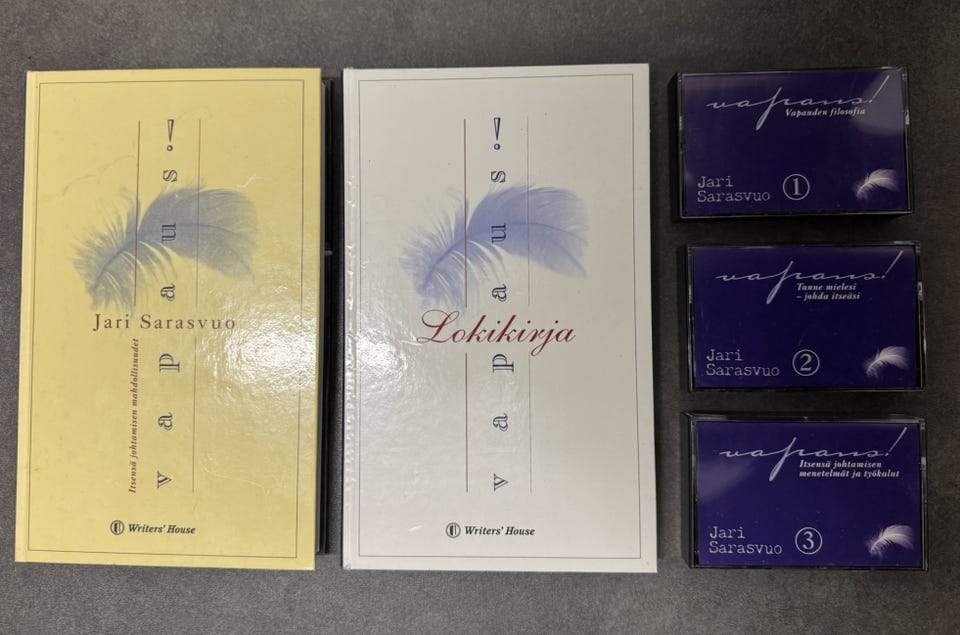 vapaus!
Jari Sarasvuo
Itsensä johtamisen mahdollisuudet
Writers' House
vapaus!
Lokikirja
Writers' House
vapaus!
Vapauden filosofia
Jari
Sarasvuo
1
vapaus!
Tunne mielesi
– johda itseäsi
Jari
Sarasvuo
2
vapaus!
Itsensä johtamisen
menetelmät ja työkalut
Jari
Sarasvuo
3